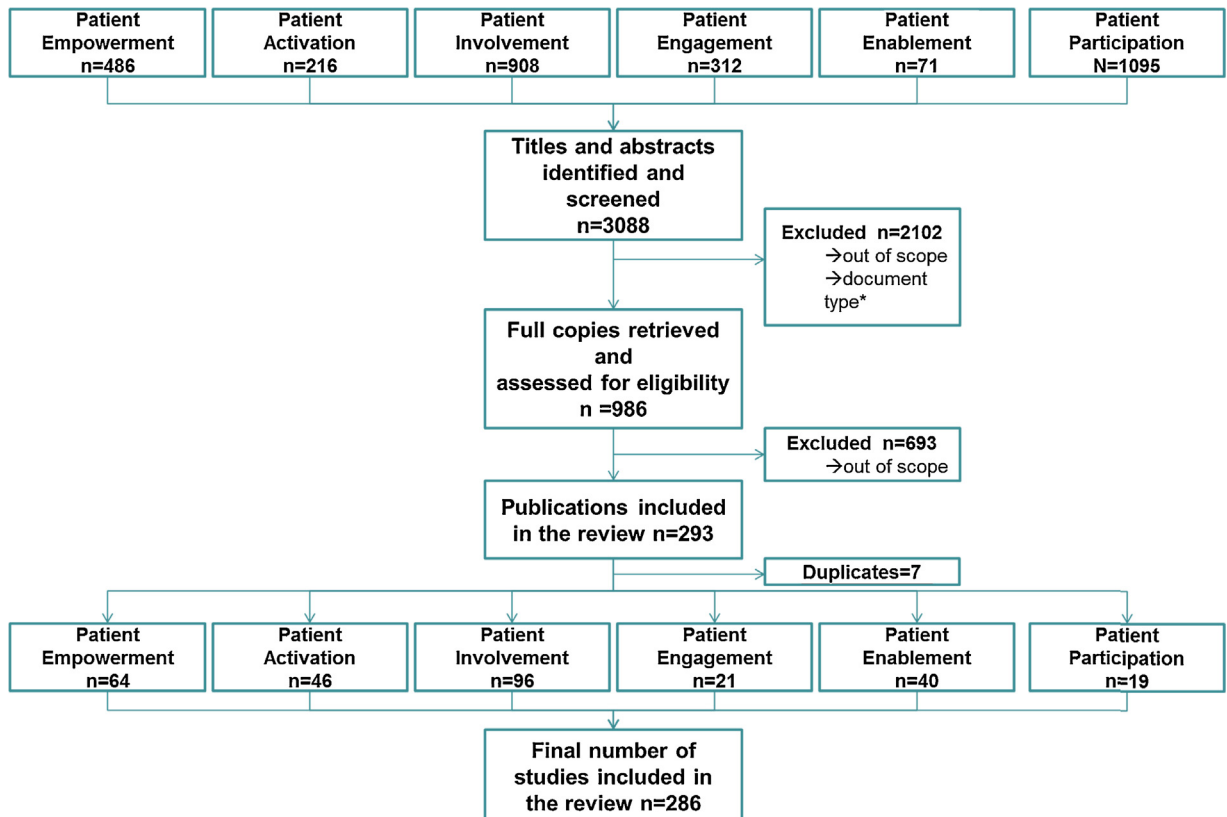 Patient
Empowerment
n=486
Patient
Activation
n=216
Patient
Involvement
n=908
Patient
Engagement
n=312
Patient
Enablement
n=71
Patient
Participation
N=1095
Titles and abstracts
identified and
screened
n=3088
Excluded n=2102
→out of scope
→document
type*
Full copies retrieved
and
assessed for eligibility
n =986
Excluded n=693
→out of scope
Publications included
in the review n=293
Duplicates=7
Patient
Empowerment
n=64
Patient
Activation
n=46
Patient
Involvement
n=96
Patient
Engagement
n=21
Patient
Enablement
n=40
Patient
Participation
n=19
Final number of
studies included in
the review n=286